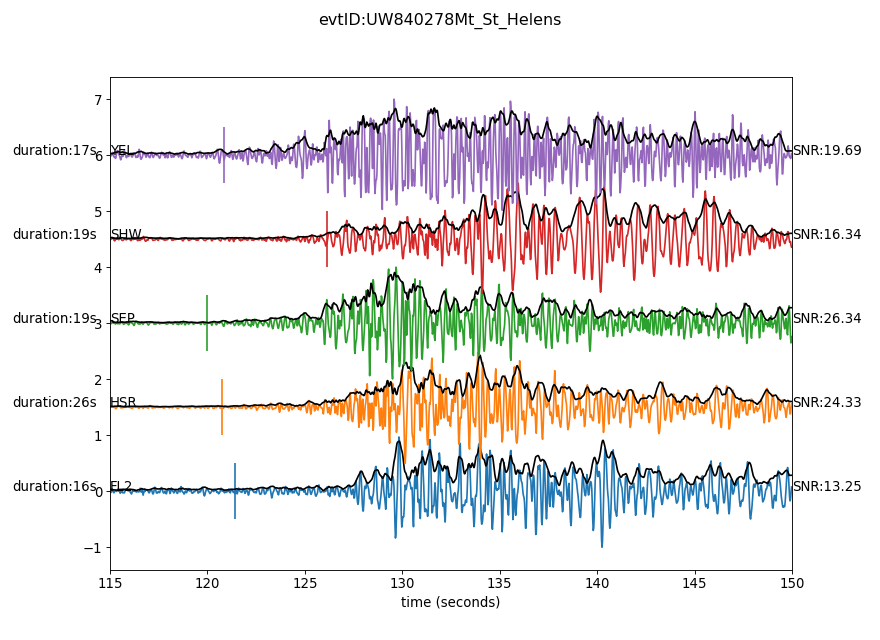 evtID:UW840278Mt_St_Helens
7
duration:17s YEL 6 SNR:19.69
5
duration:19s SHW SNR:16.34
4
duration:19s SEP 3 SNR:26.34
2
duration:26s HSR SNR:24.33
1
duration:16s EL2 0 SNR:13.25
−1
115 120 125 130 135 140 145 150
time (seconds)